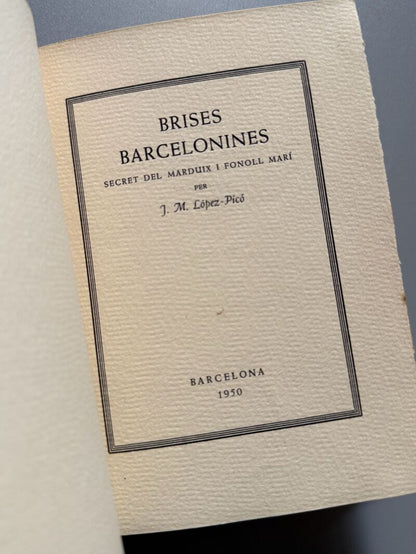 BRISES
BARCELONINES
SECRET DEL MARDUIX I FONOLL MARÍ
PER
J. M. López-Picó
BARCELONA
1950